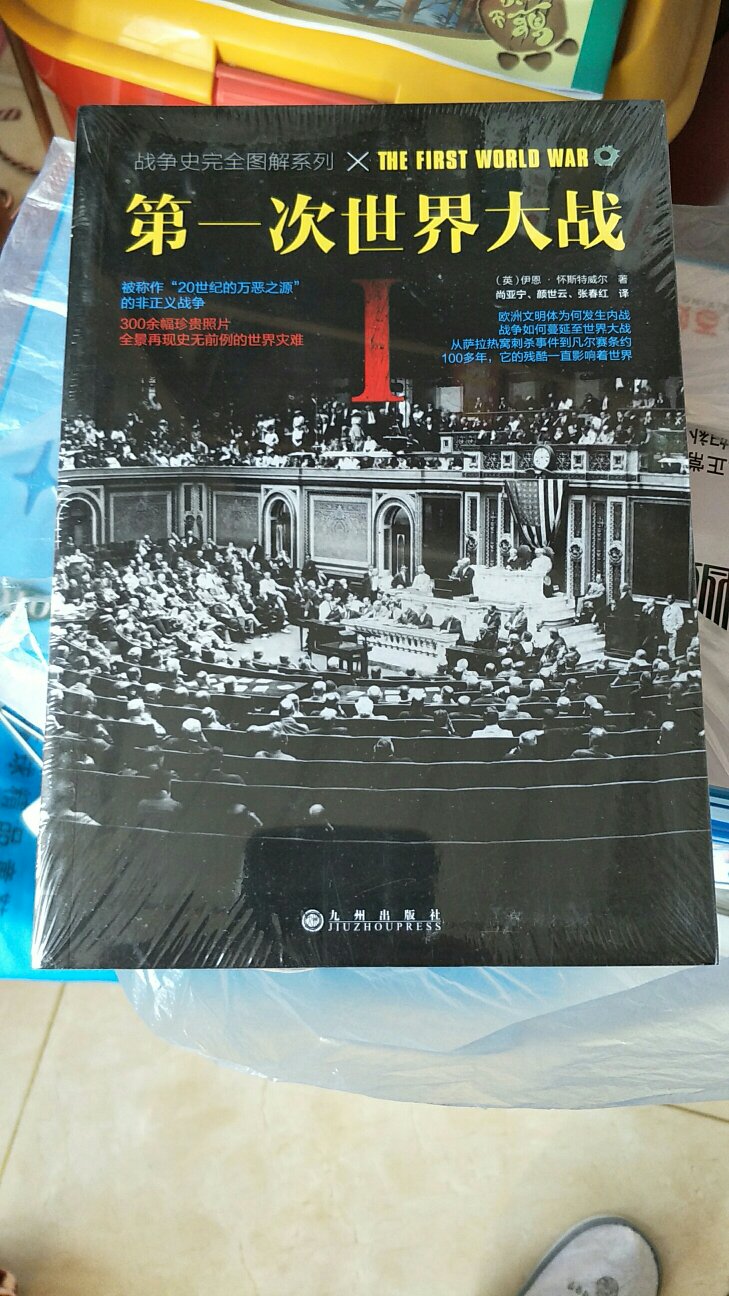 战争史完全图解系列 × THE FIRST WORLD WAR
第一次世界大战
被称作“20世纪的万恶之源”
的非正义战争
300余幅珍贵照片
全景再现史无前例的世界灾难
I
(英)伊恩·怀斯特威尔 著
尚亚宁、颜世云、张春红 译
欧洲文明体为何发生内战
战争如何蔓延至世界大战
从萨拉热窝刺杀事件到凡尔赛条约
100多年，它的残酷一直影响着世界
九州出版社
JIUZHOUPRESS
正常